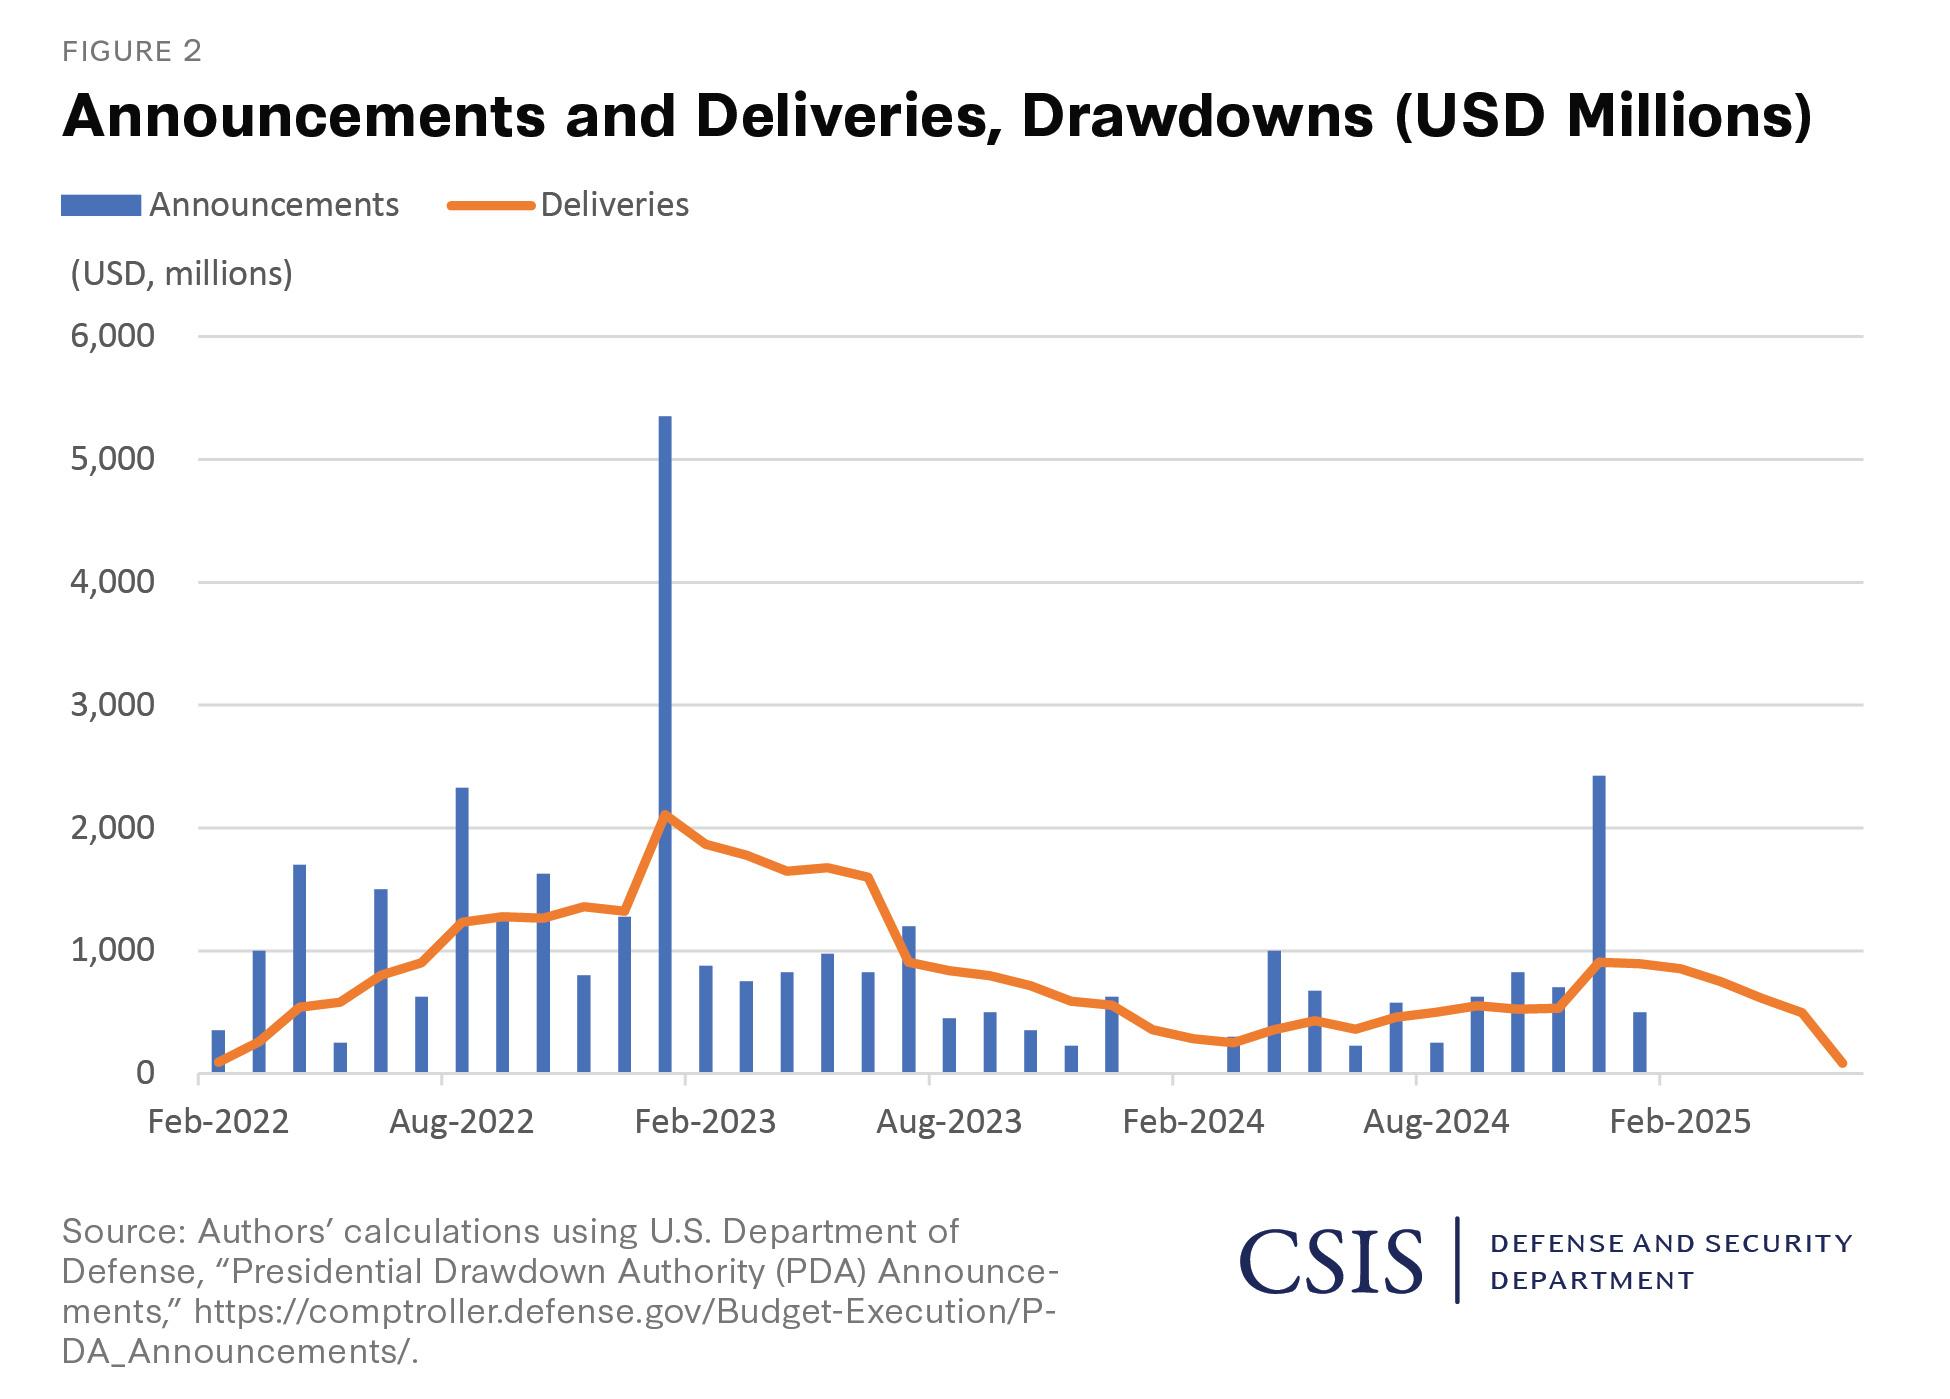 FIGURE 2
Announcements and Deliveries, Drawdowns (USD Millions)
Announcements Deliveries
(USD, millions)
6,000
5,000
4,000
3,000
2,000
1,000
0
Feb-2022 Aug-2022 Feb-2023 Aug-2023 Feb-2024 Aug-2024 Feb-2025
Source: Authors’ calculations using U.S. Department of
Defense, “Presidential Drawdown Authority (PDA) Announce-
ments,” https://comptroller.defense.gov/Budget-Execution/P-
DA_Announcements/.
CSIS
DEFENSE AND SECURITY
DEPARTMENT